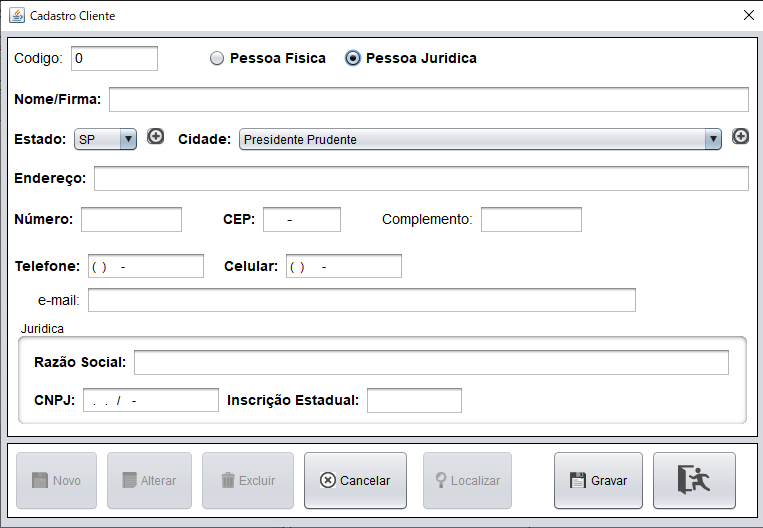 Cadastro Cliente
Codigo: 0 Pessoa Fisica Pessoa Juridica
Nome/Firma:
Estado: SP Cidade: Presidente Prudente
Endereço:
Número: CEP: - Complemento:
Telefone: ( ) - Celular: ( ) -
e-mail:
Juridica
Razão Social:
CNPJ: . . / - Inscrição Estadual:
Novo Alterar Excluir Cancelar Localizar Gravar